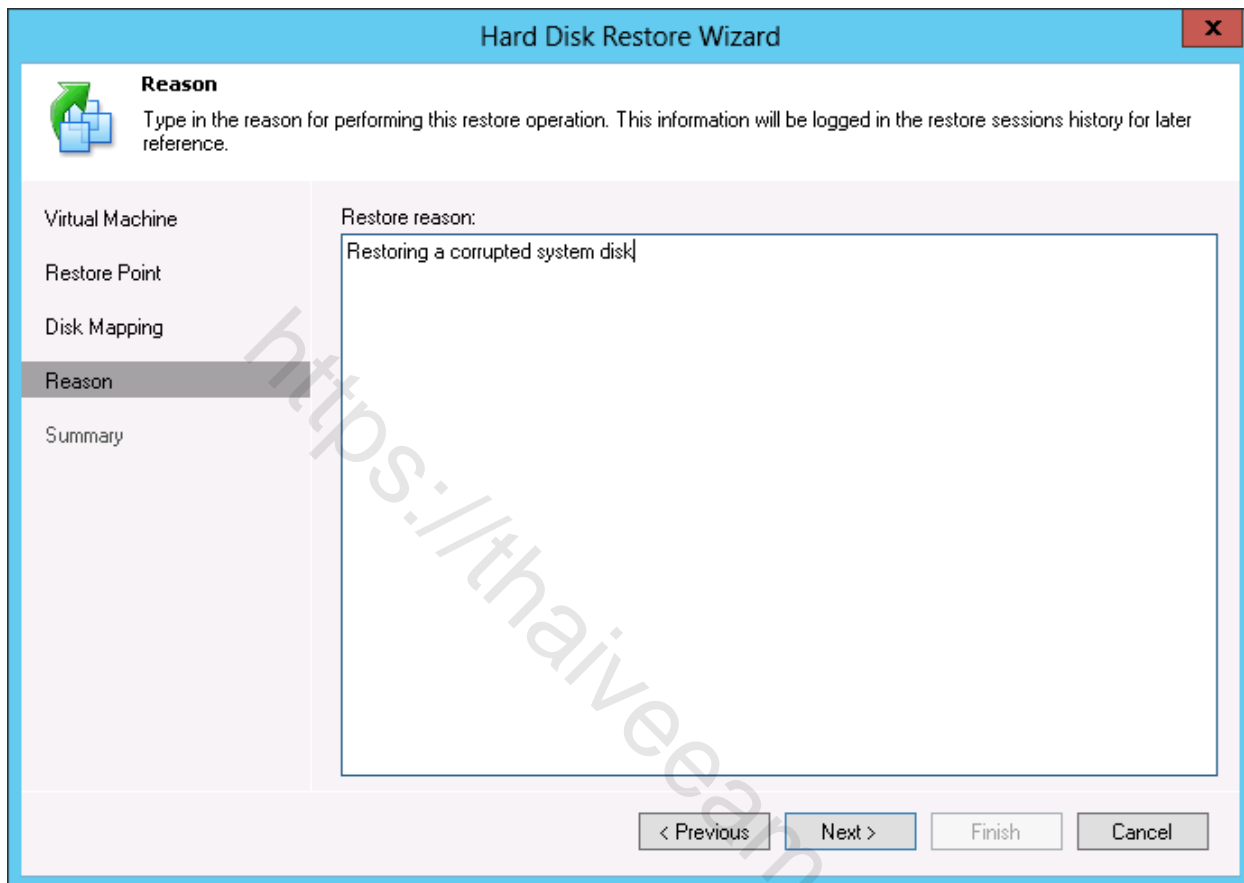 Hard Disk Restore Wizard
x
Reason
Type in the reason for performing this restore operation. This information will be logged in the restore sessions history for later
reference.
Virtual Machine
Restore Point
Disk Mapping
Reason
Summary
Restore reason:
Restoring a corrupted system disk
https://thaiveeam
< Previous
Next >
Finish
Cancel